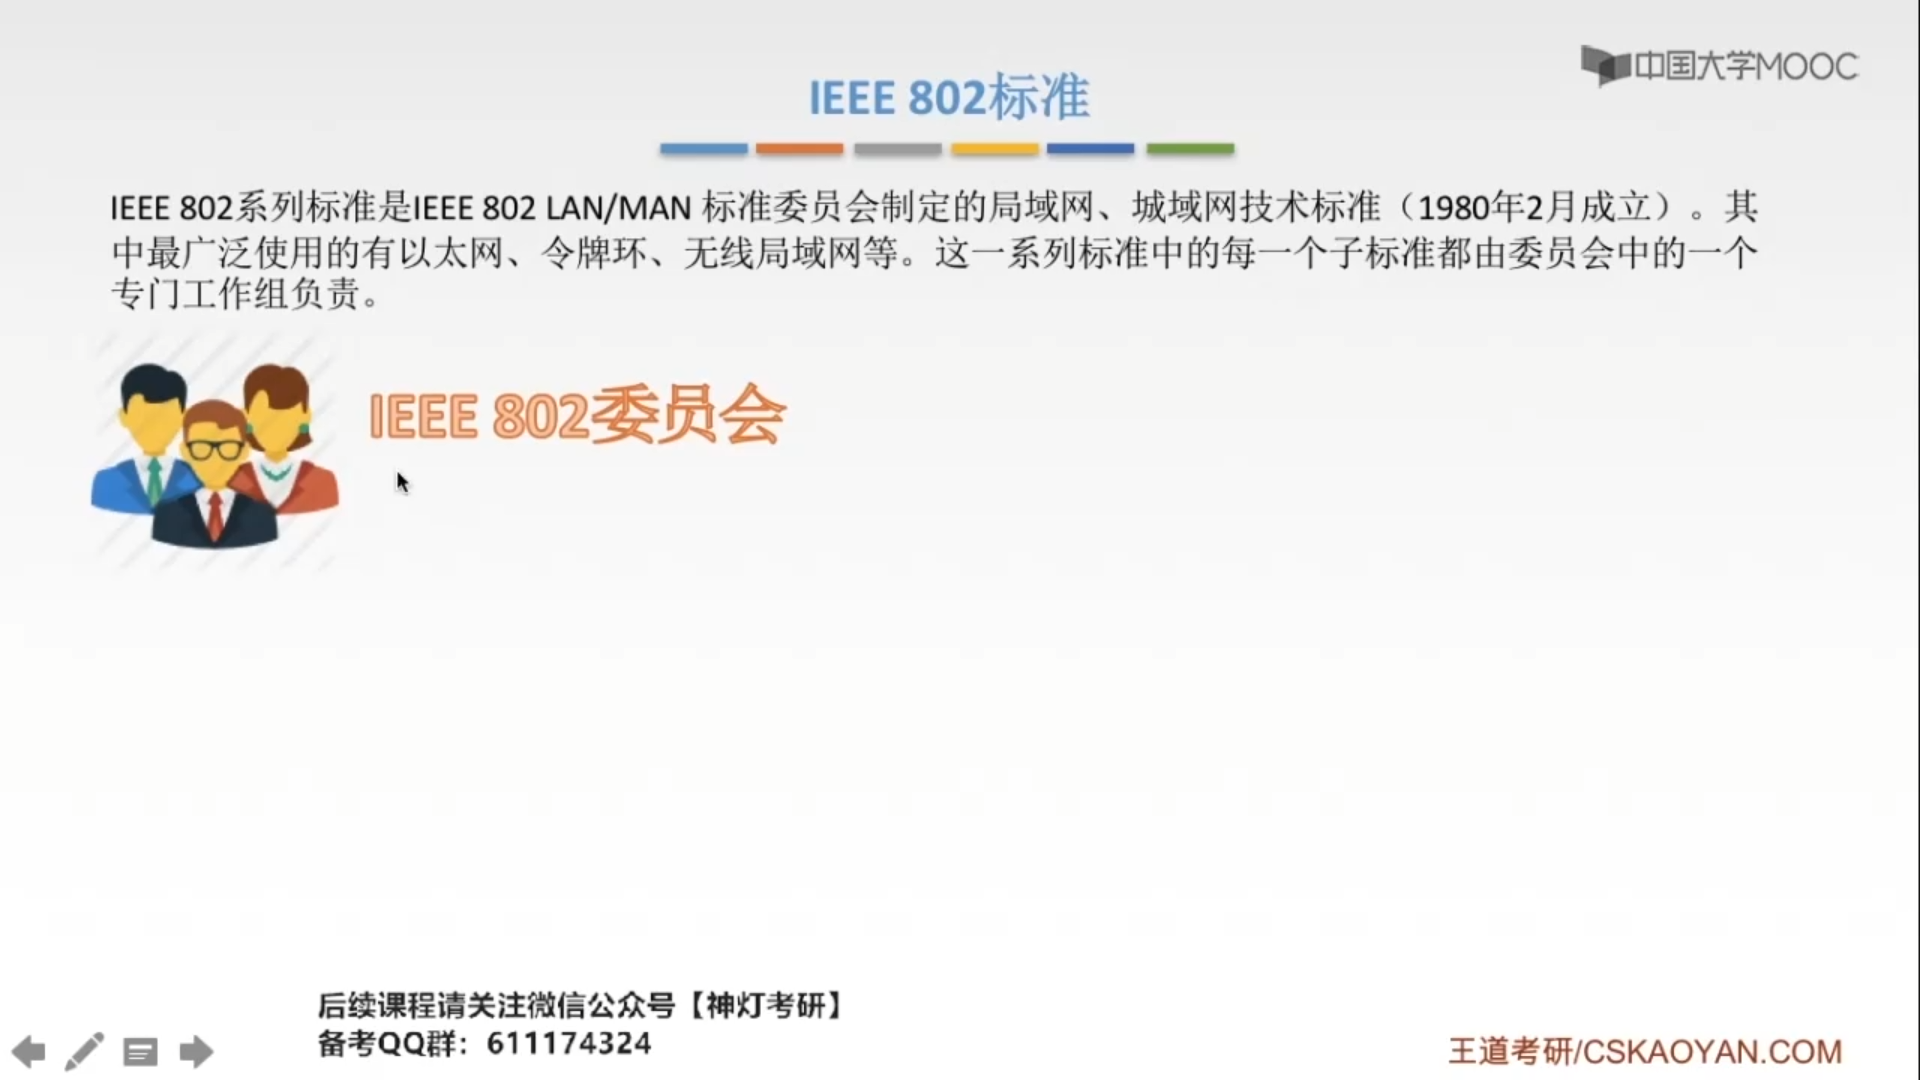 中国大学MOOC
IEEE 802标准
IEEE 802系列标准是IEEE 802 LAN/MAN 标准委员会制定的局域网、城域网技术标准（1980年2月成立）。其
中最广泛使用的有以太网、令牌环、无线局域网等。这一系列标准中的每一个子标准都由委员会中的一个
专门工作组负责。
IEEE 802委员会
后续课程请关注微信公众号【神灯考研】
备考QQ群：611174324
王道考研/CSKAOYAN.COM